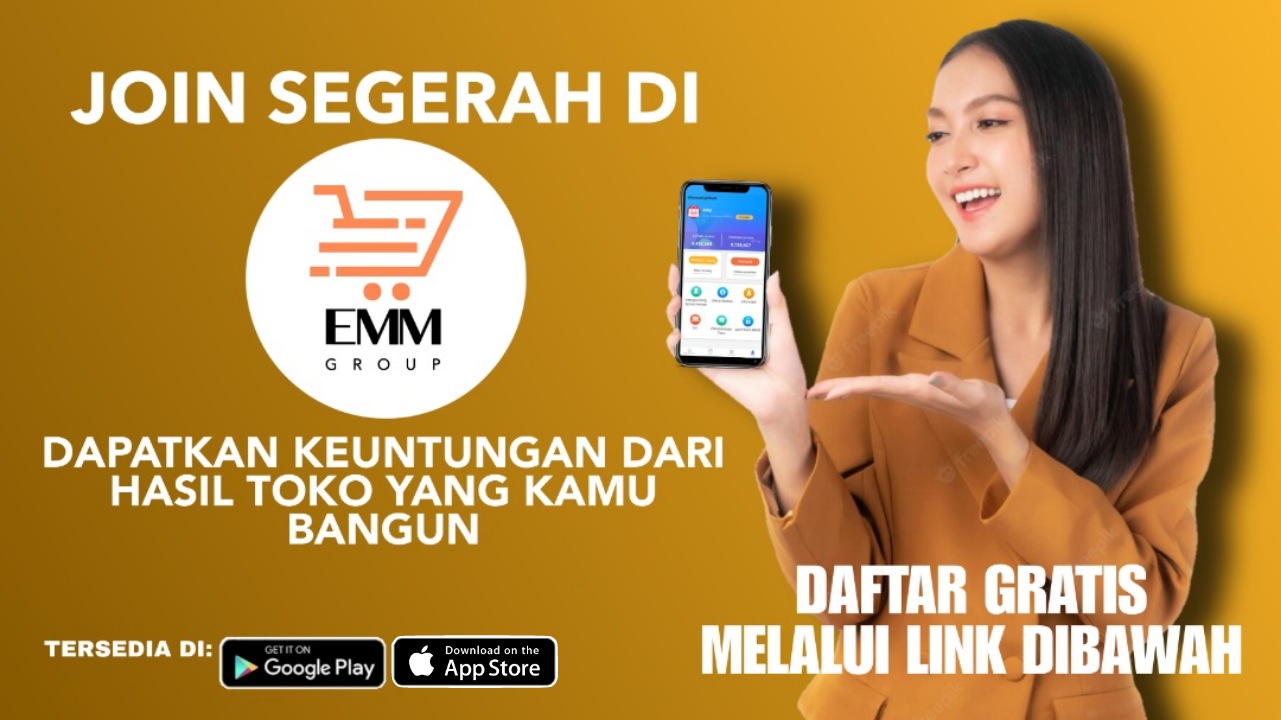 JOIN SEGERAH DI
EMM
GROUP
DAPATKAN KEUNTUNGAN DARI
HASIL TOKO YANG KAMU
BANGUN
TERSEDIA DI:
GET IT ON
Google Play
Download on the
App Store
DAFTAR GRATIS
MELALUI LINK DIBAWAH